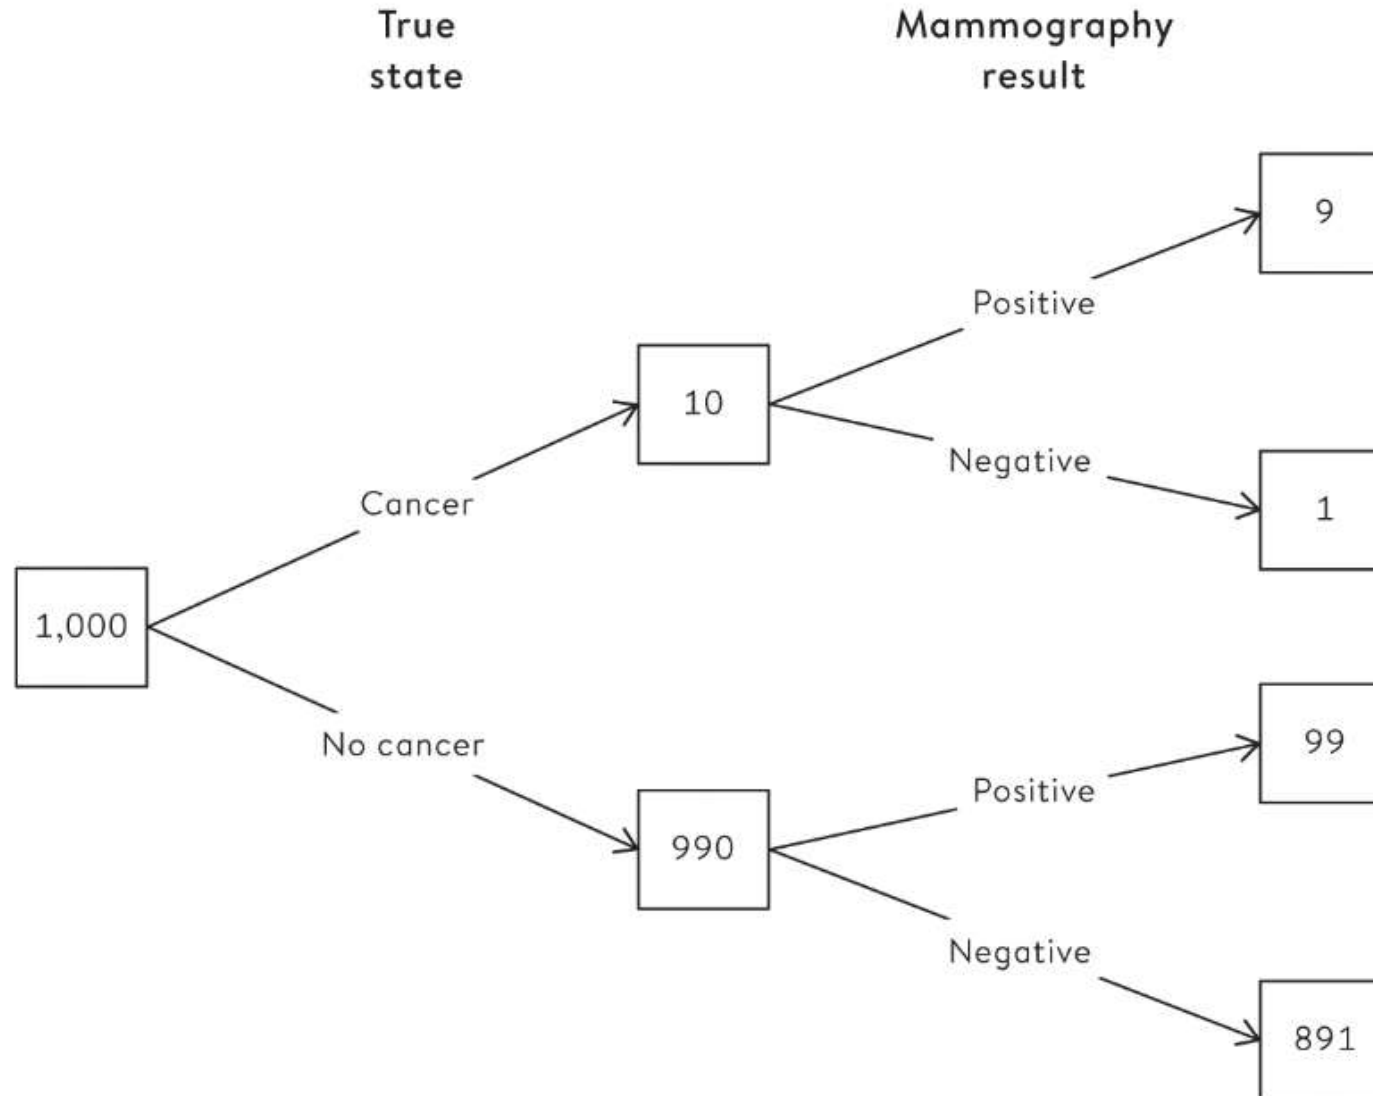 True
state
Mammography
result
9
Positive
10
Negative
1
Cancer
1,000
No cancer
99
Positive
990
Negative
891